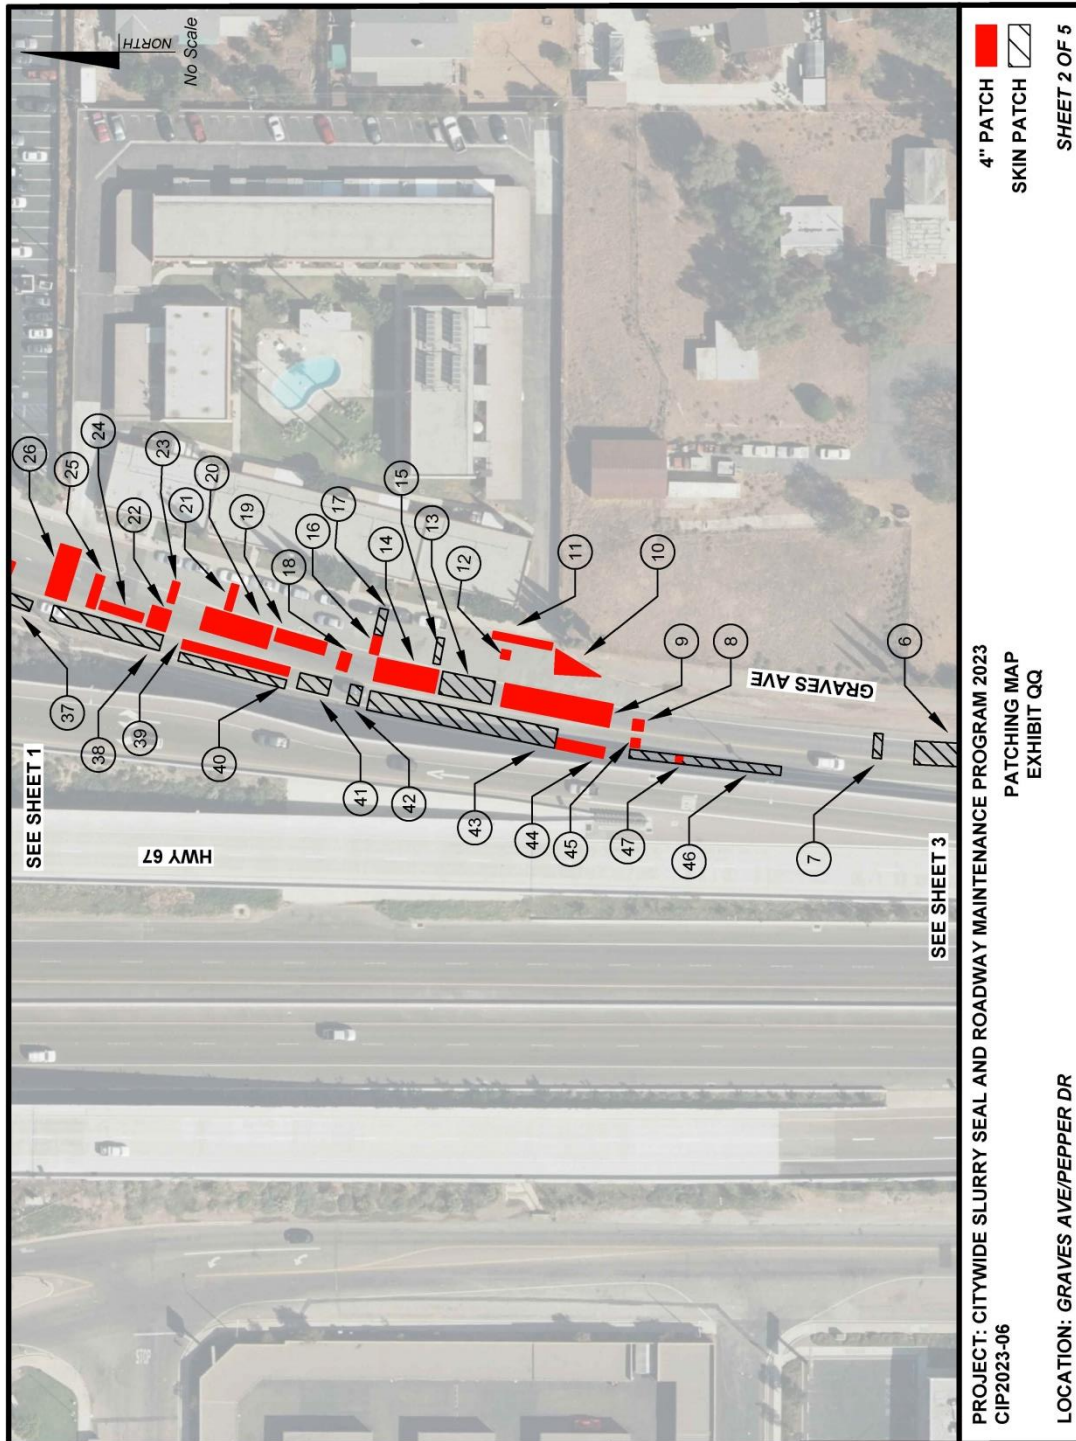 SEE SHEET 1
HWY 67
NORTH
No Scale
26
25
24
22
23
21
20
19
18
16
17
14
15
13
12
11
10
9
8
6
7
37
38
39
40
41
42
43
44
45
47
46
GRAVES AVE
SEE SHEET 3
STOP
PROJECT: CITYWIDE SLURRY SEAL AND ROADWAY MAINTENANCE PROGRAM 2023
CIP2023-06
PATCHING MAP
EXHIBIT QQ
LOCATION: GRAVES AVE/PEPPER DR
4" PATCH
SKIN PATCH
SHEET 2 OF 5